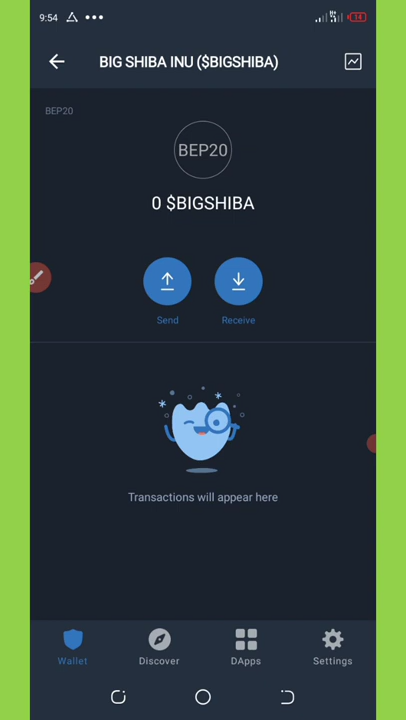 9:54
14
BIG SHIBA INU ($BIGSHIBA)
BEP20
BEP20
0 $BIGSHIBA
Send
Receive
Transactions will appear here
Wallet
Discover
DApps
Settings